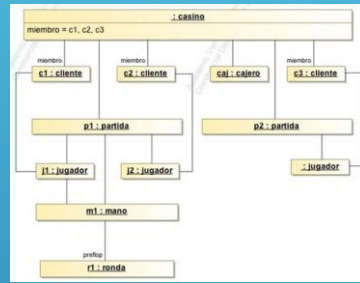 : casino
miembro = c1, c2, c3
miembro miembro miembro
c1 : cliente c2 : cliente caj : cajero c3 : cliente
p1 : partida p2 : partida
j1 : jugador j2 : jugador : jugador
m1 : mano
preflop
r1 : ronda